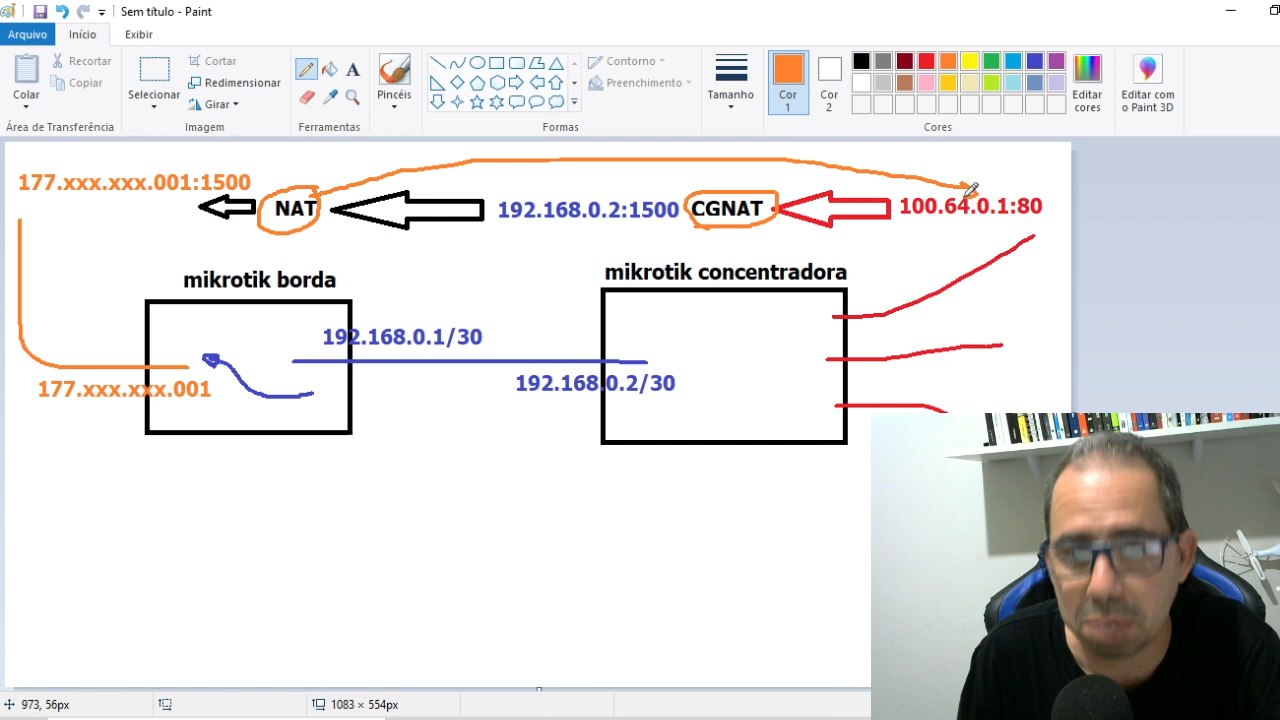 Sem título - Paint
Arquivo
Início
Exibir
Colar
Recortar
Copiar
Área de Transferência
Selecionar
Cortar
Redimensionar
Girar
Imagem
A
Ferramentas
Pincéis
Contorno
Preenchimento
Formas
Tamanho
Cor
1
Cor
2
Editar
cores
Cores
Editar com
o Paint 3D
177.xxx.xxx.001:1500
NAT
192.168.0.2:1500
CGNAT
100.64.0.1:80
mikrotik borda
mikrotik concentradora
192.168.0.1/30
192.168.0.2/30
177.xxx.xxx.001
973, 56px
1083 × 554px